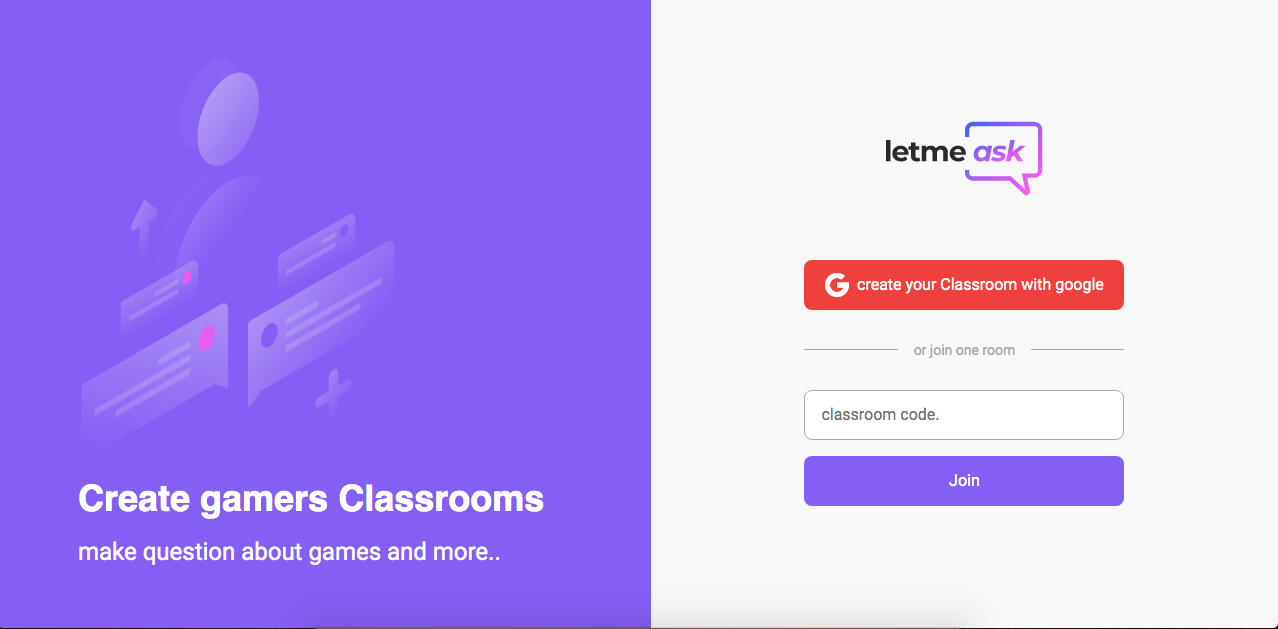 Create gamers Classrooms
make question about games and more..
letme ask
create your Classroom with google
or join one room
classroom code.
Join